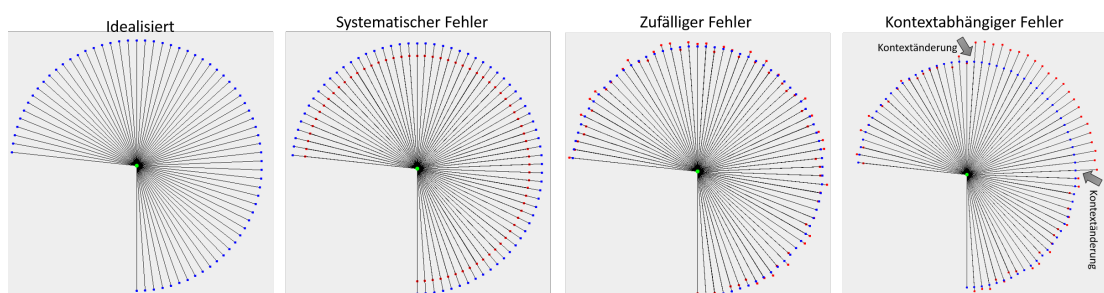 Idealisiert
Systematischer Fehler
Zufälliger Fehler
Kontextabhängiger Fehler
Kontextänderung
Kontextänderung